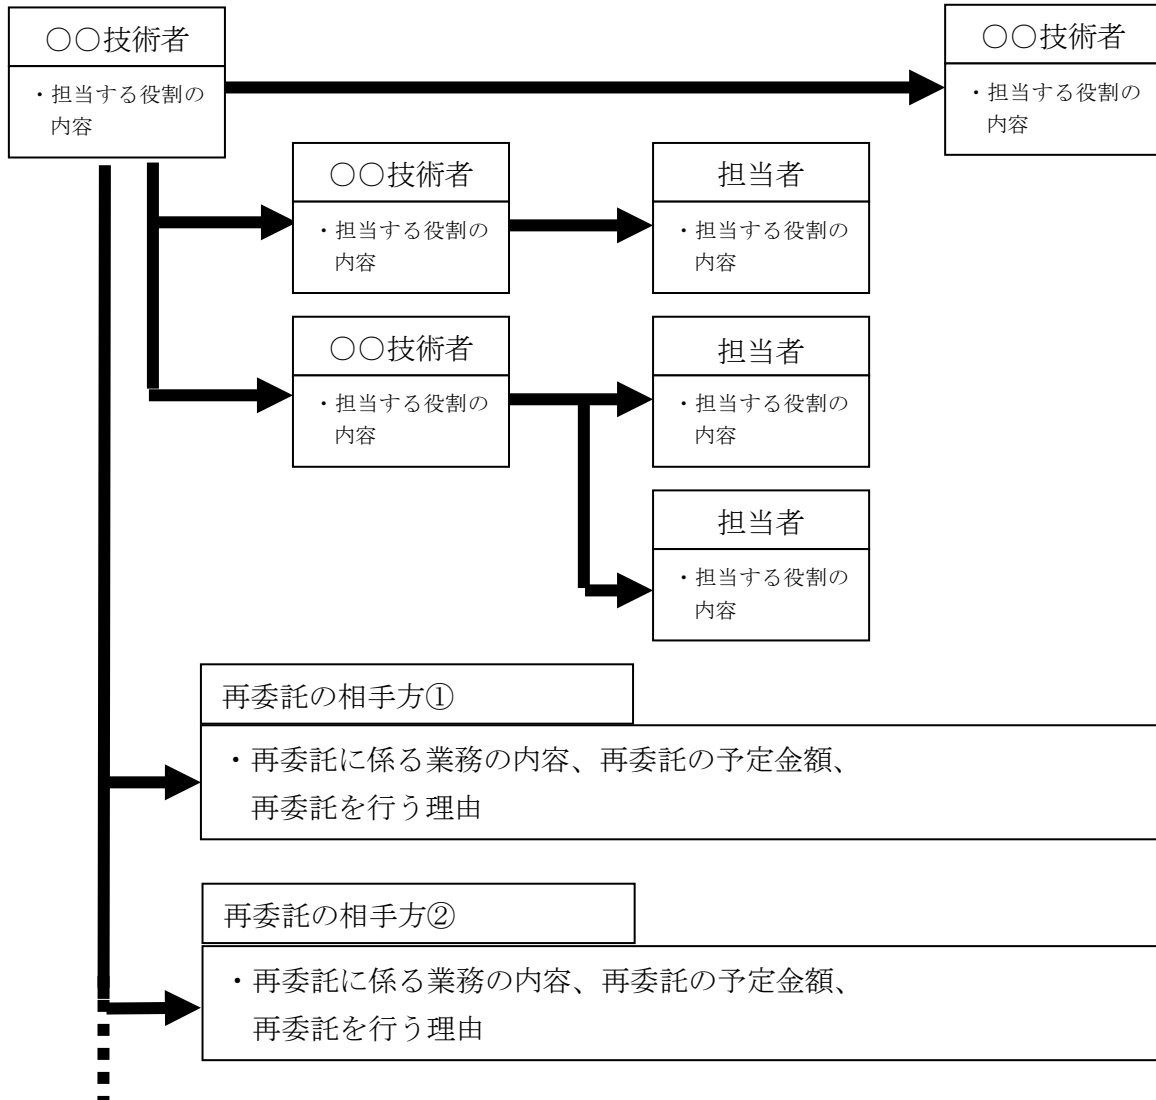 ○○技術者
・担当する役割の
内容
○○技術者
・担当する役割の
内容
○○技術者
・担当する役割の
内容
担当者
・担当する役割の
内容
○○技術者
・担当する役割の
内容
担当者
・担当する役割の
内容
担当者
・担当する役割の
内容
再委託の相手方①
・再委託に係る業務の内容、再委託の予定金額、
再委託を行う理由
再委託の相手方②
・再委託に係る業務の内容、再委託の予定金額、
再委託を行う理由